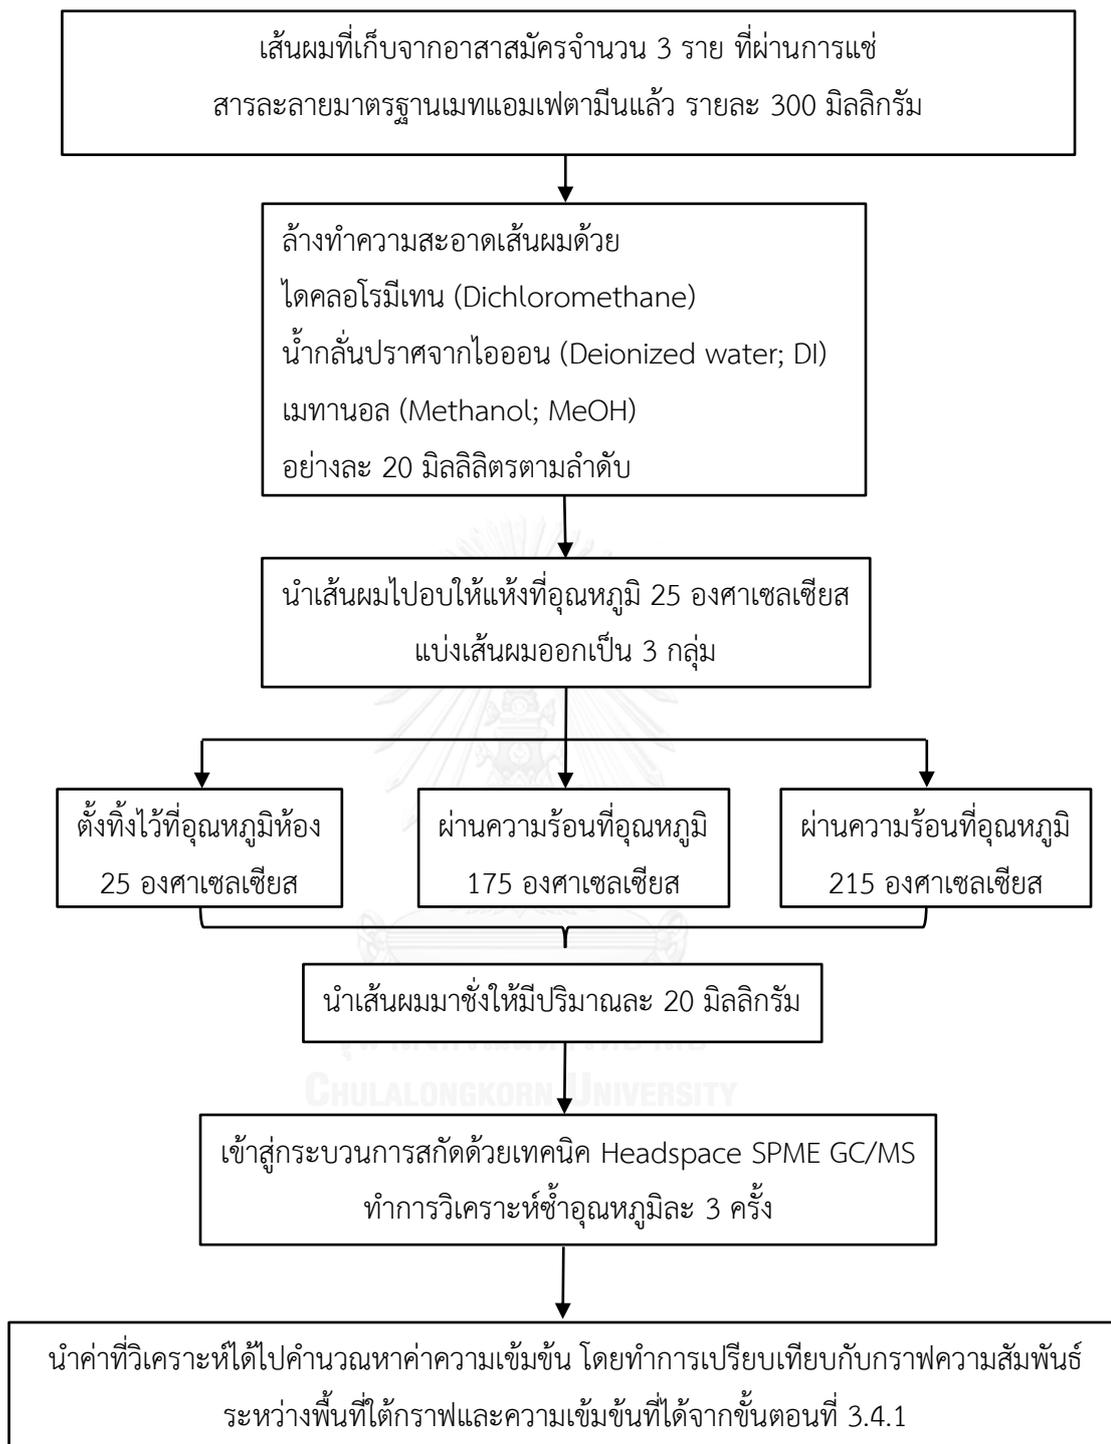 เส้นผมที่เก็บจากอาสาสมัครจำนวน 3 ราย ที่ผ่านการแช่
สารละลายมาตรฐานเมทแอมเฟตามีนแล้ว รายละ 300 มิลลิกรัม
ล้างทำความสะอาดเส้นผมด้วย
ไดคลอโรมีเทน (Dichloromethane)
น้ำกลั่นปราศจากไอออน (Deionized water; DI)
เมทานอล (Methanol; MeOH)
อย่างละ 20 มิลลิลิตรตามลำดับ
นำเส้นผมไปอบให้แห้งที่อุณหภูมิ 25 องศาเซลเซียส
แบ่งเส้นผมออกเป็น 3 กลุ่ม
ตั้งทิ้งไว้ที่อุณหภูมิห้อง
25 องศาเซลเซียส
ผ่านความร้อนที่อุณหภูมิ
175 องศาเซลเซียส
ผ่านความร้อนที่อุณหภูมิ
215 องศาเซลเซียส
นำเส้นผมมาชั่งให้มีปริมาณละ 20 มิลลิกรัม
CHULALONGKORN UNIVERSITY
เข้าสู่กระบวนการสกัดด้วยเทคนิค Headspace SPME GC/MS
ทำการวิเคราะห์ซ้ำอุณหภูมิละ 3 ครั้ง
นำค่าที่วิเคราะห์ได้ไปคำนวณหาค่าความเข้มข้น โดยทำการเปรียบเทียบกับกราฟความสัมพันธ์
ระหว่างพื้นที่ใต้กราฟและความเข้มข้นที่ได้จากขั้นตอนที่ 3.4.1